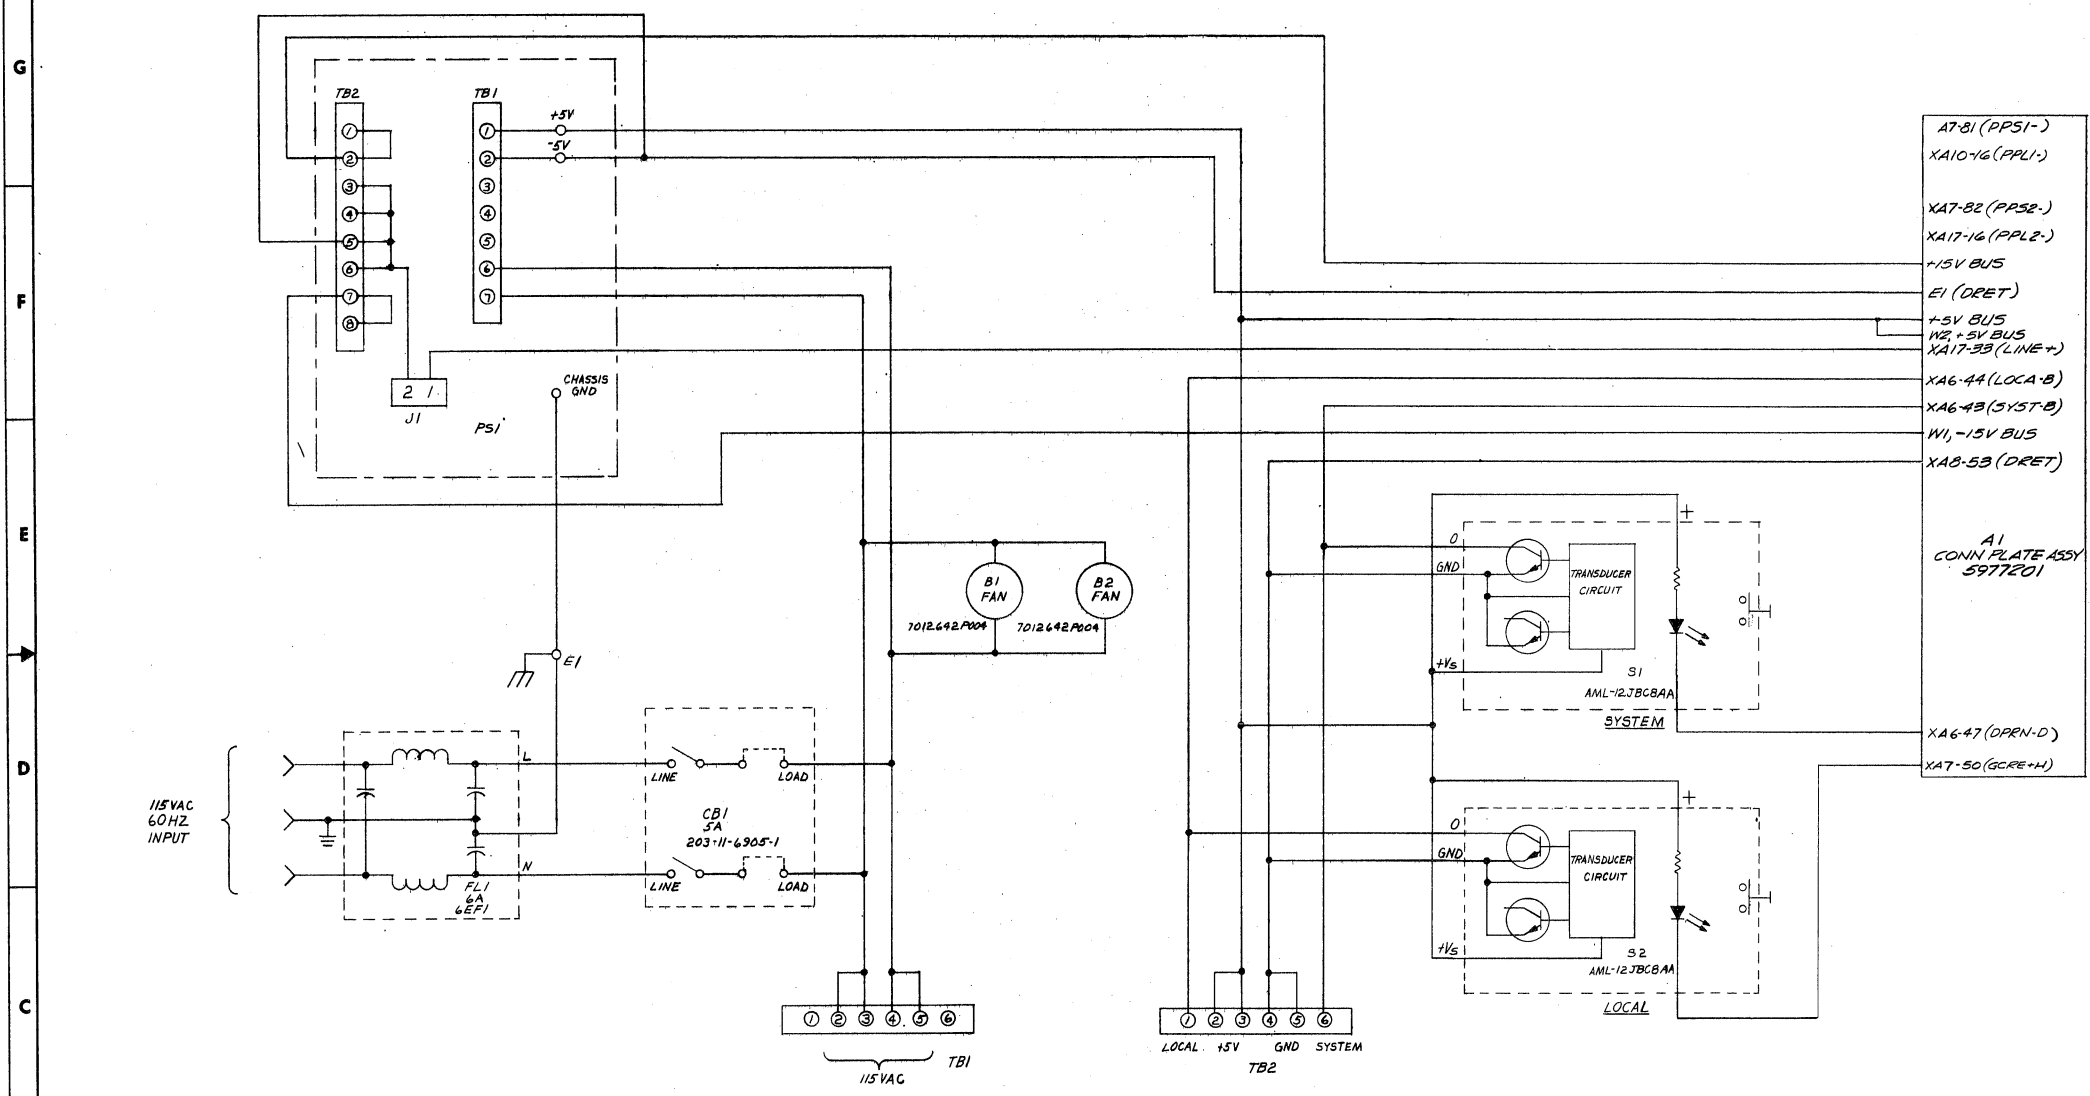 G
F
E
D
C
TB2
1
2
3
4
5
6
7
8
TB1
1
2
3
4
5
6
7
+5V
-5V
2 1
J1
PS1
CHASSIS
GND
E1
115VAC
60HZ
INPUT
L
N
FL1
6A
6EF1
LINE
LOAD
CB1
5A
203-11-6905-1
LINE
LOAD
B1
FAN
7012642P004
B2
FAN
7012642P004
1 2 3 4 5 6
115VAC
TB1
1 2 3 4 5 6
LOCAL +5V GND SYSTEM
TB2
A7-81 (PPS1-)
XA10-16 (PPL1-)
XA7-82 (PPS2-)
XA17-16 (PPL2-)
+15V BUS
E1 (DRET)
+5V BUS
W2, +5V BUS
XA17-33 (LINE+)
XA6-44 (LOCA-B)
XA6-43 (SYST-B)
W1, -15V BUS
XA8-53 (DRET)
A1
CONN PLATE ASSY
5977201
XA6-47 (DPRN-D)
XA7-50 (GCRE+H)
+
O
GND
TRANSDUCER
CIRCUIT
+Vs
S1
AML-12JBC8AA
SYSTEM
+
O
GND
TRANSDUCER
CIRCUIT
+Vs
S2
AML-12JBC8AA
LOCAL